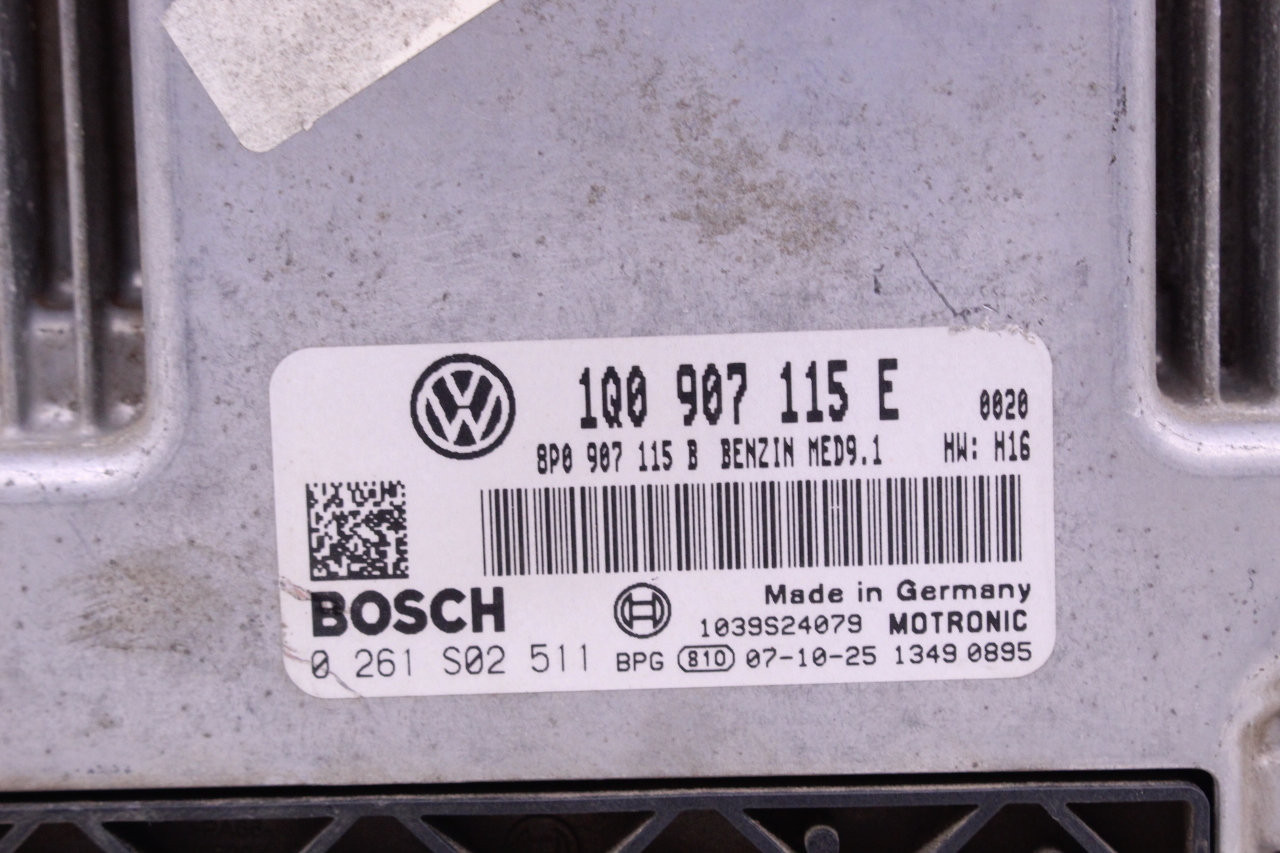 1Q0 907 115 E
0020
8P0 907 115 B BENZIN MED9.1 HW: H16
BOSCH
Made in Germany
1039S24079 MOTRONIC
0 261 S02 511 BPG 810 07-10-25 1349 0895